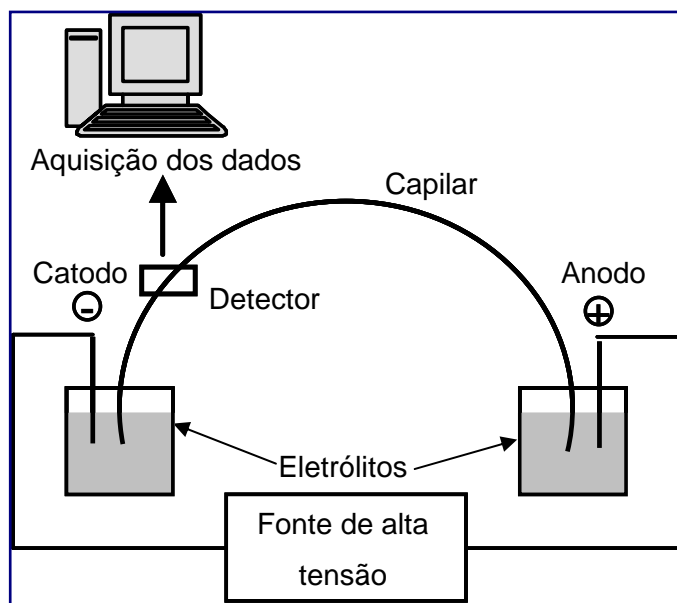 Aquisição dos dados
Capilar
Catodo
Anodo
-
+
Detector
Eletrólitos
Fonte de alta
tensão